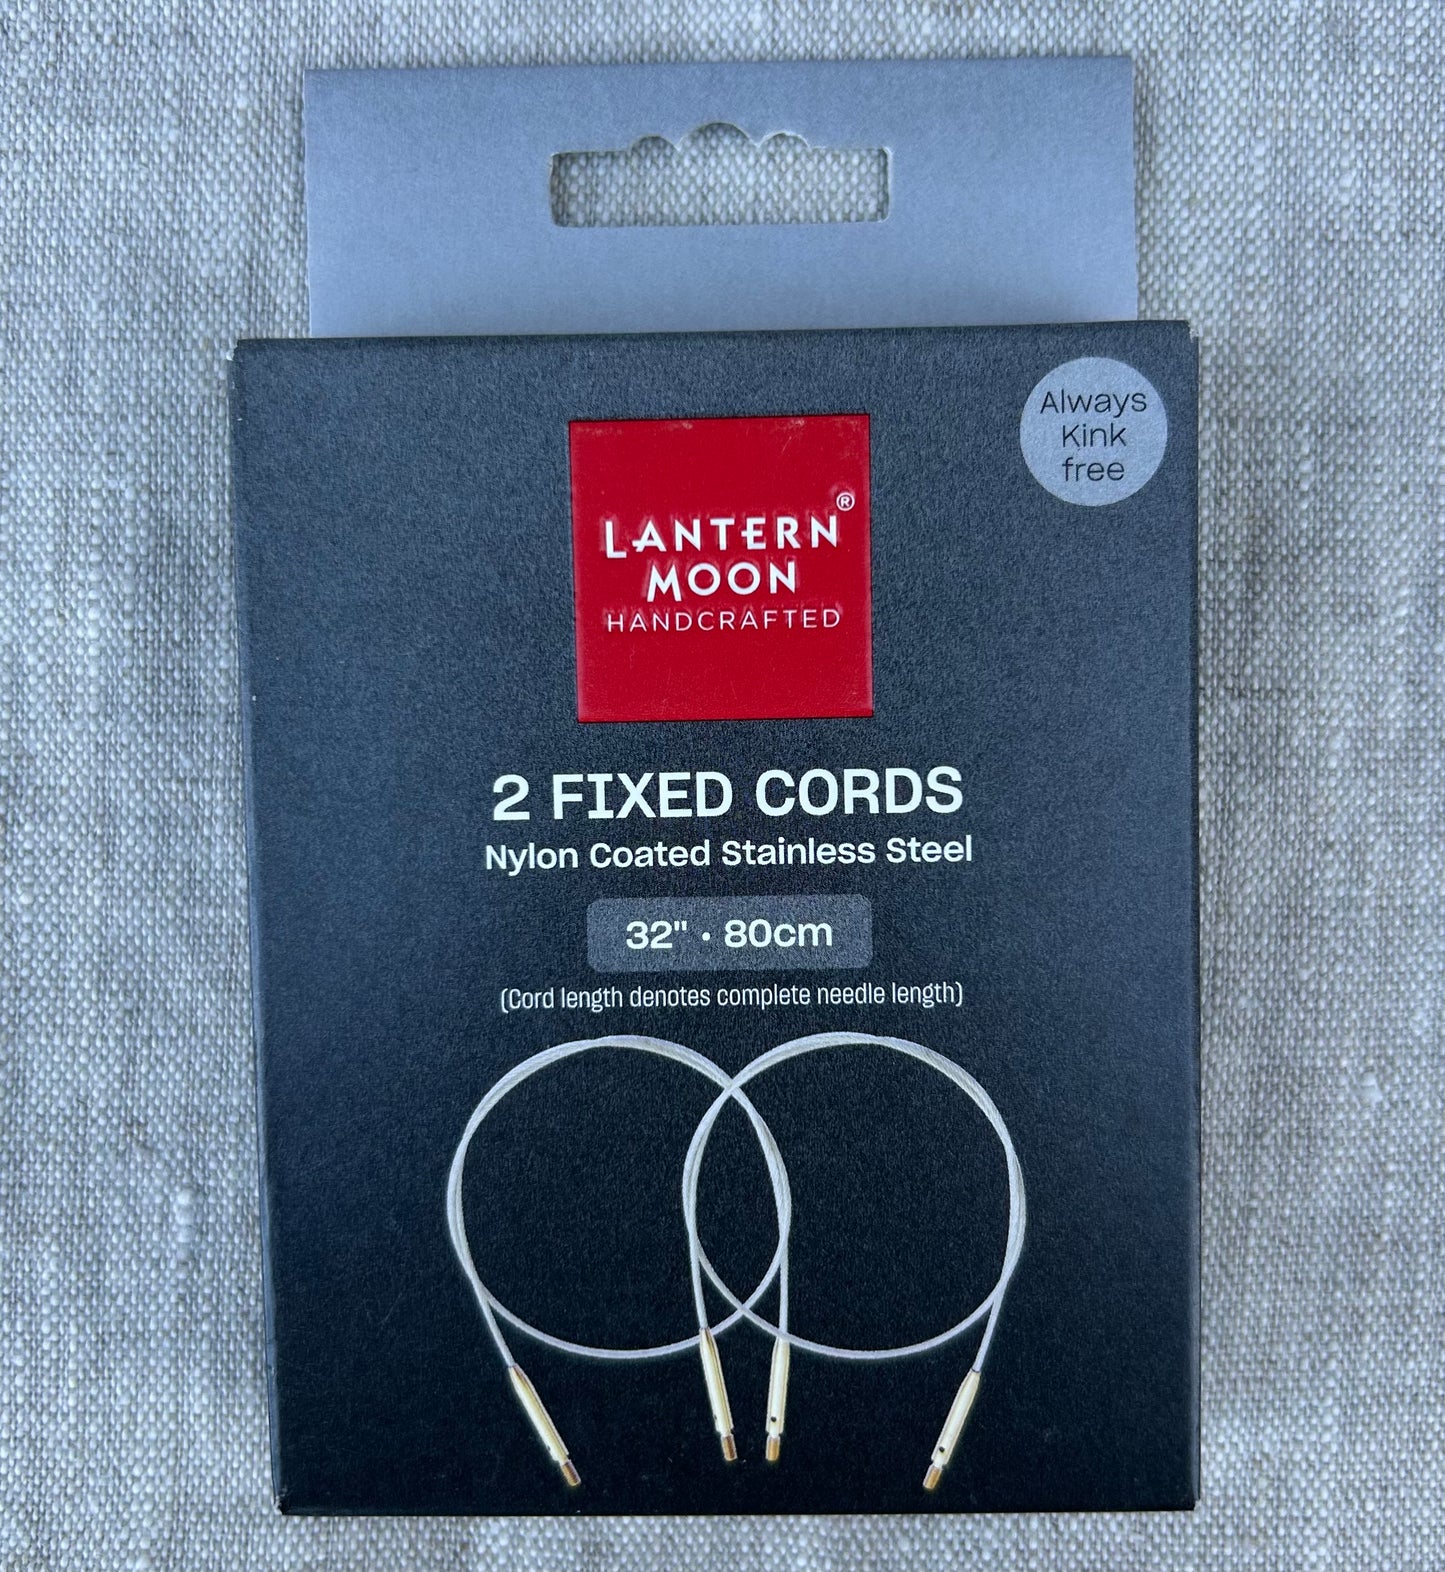 Always
Kink
free
LANTERN®
MOON
HANDCRAFTED
2 FIXED CORDS
Nylon Coated Stainless Steel
32" • 80cm
(Cord length denotes complete needle length)